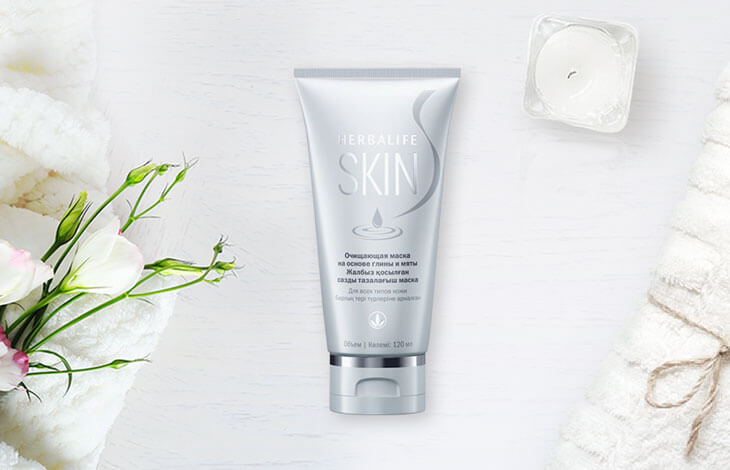 HERBALIFE
SKIN
Очищающая маска
на основе глины и мяты
Жалбыз қосылған
сазды тазалағыш маска
Для всех типов кожи
Барлық тері түрлеріне арналған
Объем | Көлемі: 120 мл